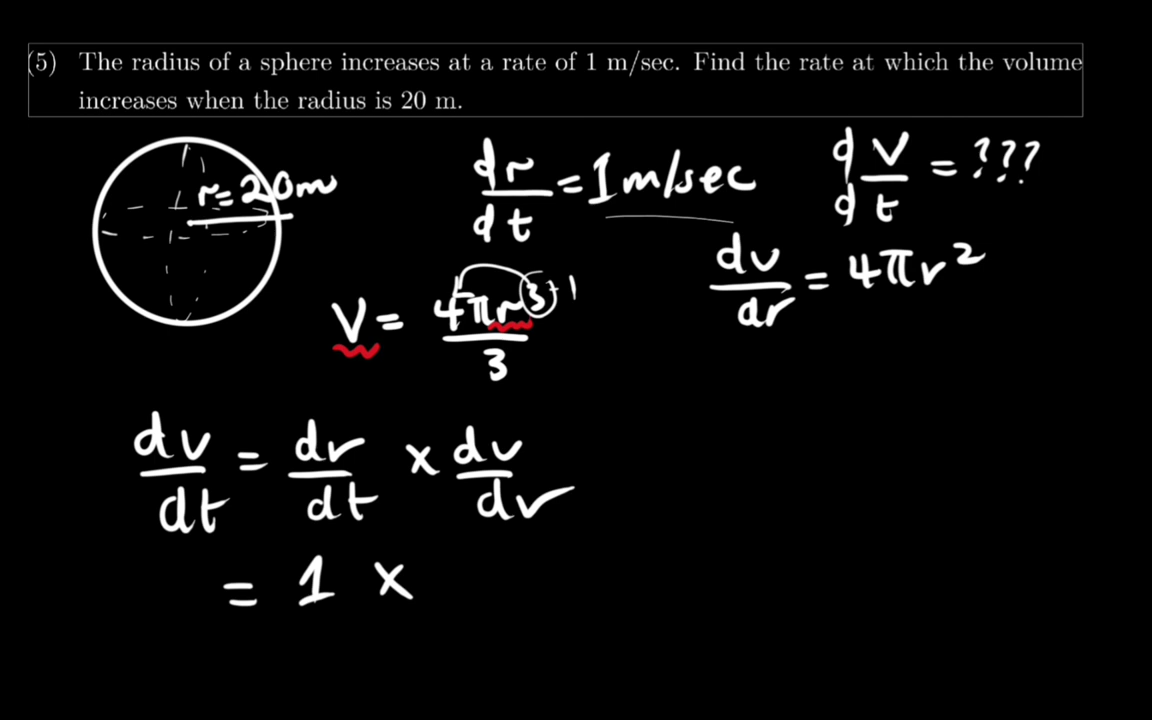 (5) The radius of a sphere increases at a rate of 1 m/sec. Find the rate at which the volume
increases when the radius is 20 m.
r=20m
dr/dt = 1m/sec
dV/dt = ???
V = 4πr³⁻¹/3
dv/dr = 4πr²
dv/dt = dr/dt × dv/dr
= 1 ×